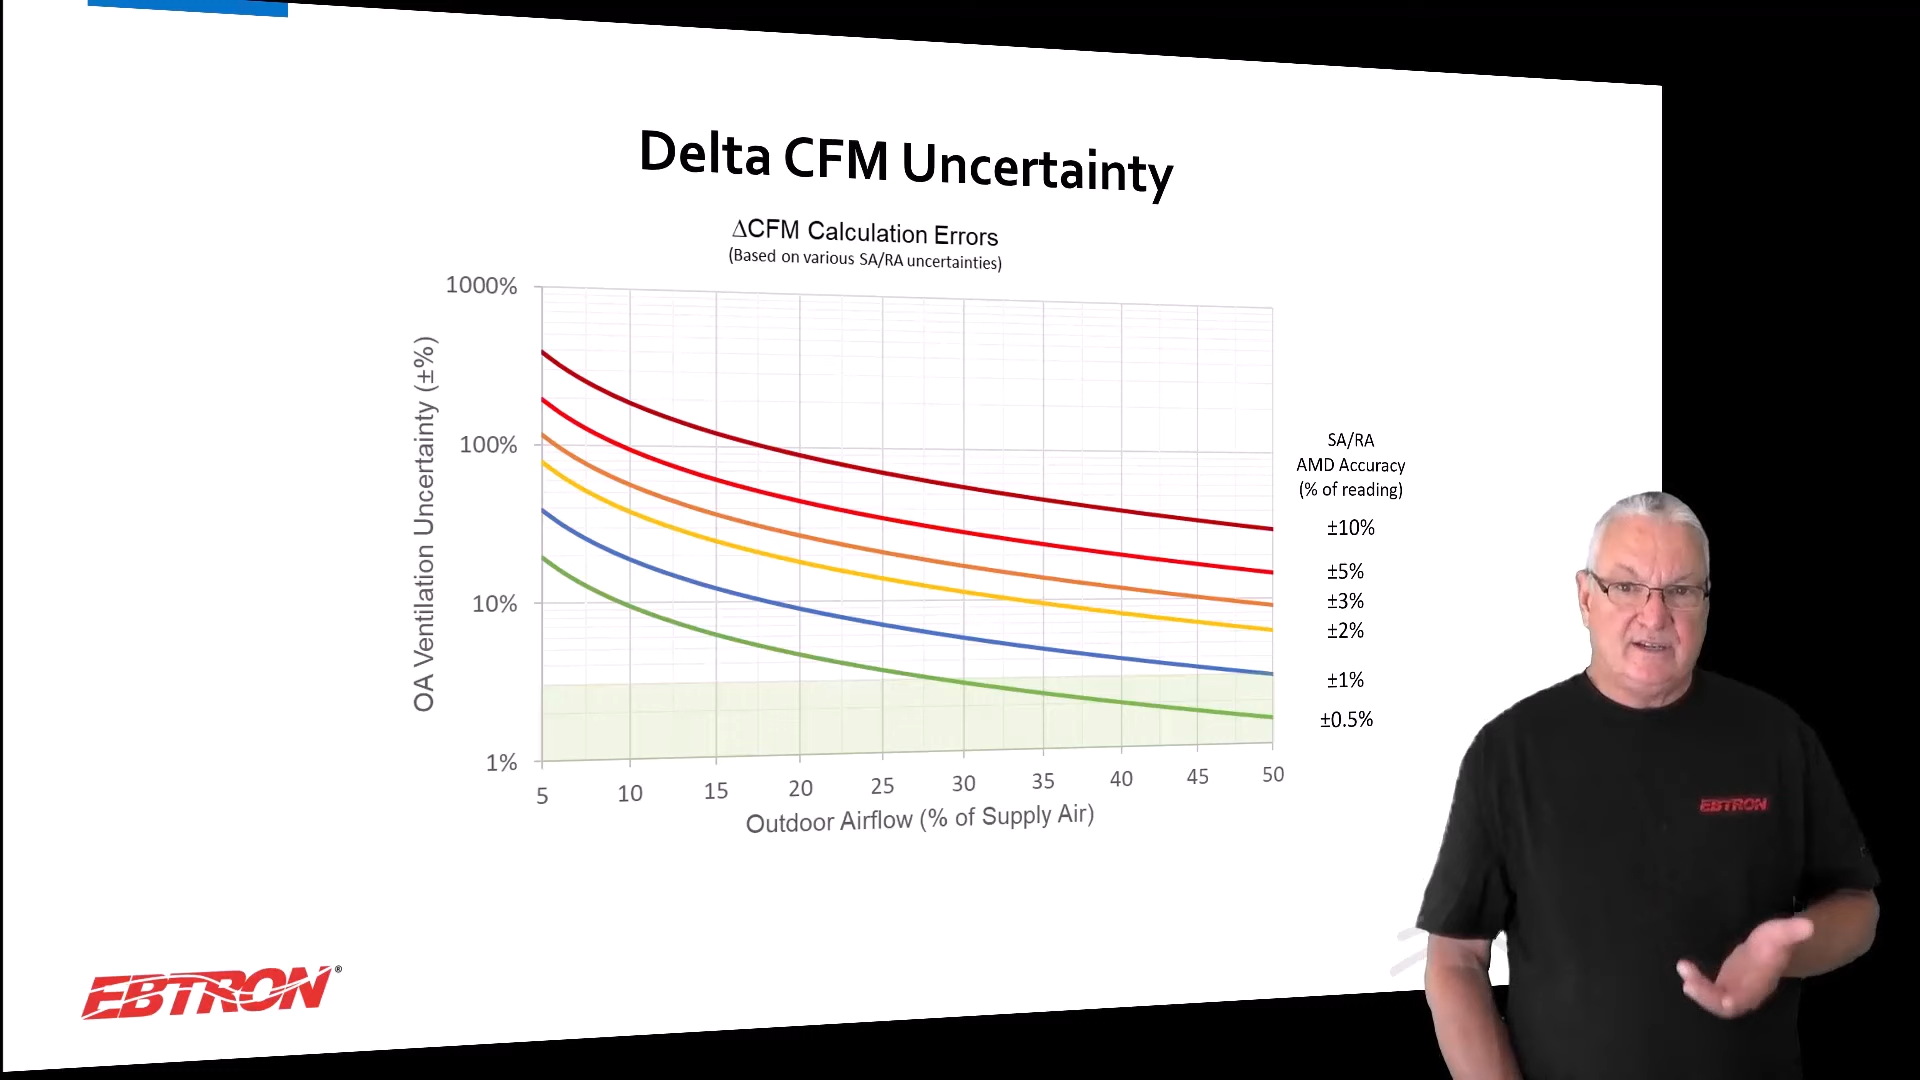 Delta CFM Uncertainty
ΔCFM Calculation Errors
(Based on various SA/RA uncertainties)
OA Ventilation Uncertainty (±%)
1000%
100%
10%
1%
5 10 15 20 25 30 35 40 45 50
Outdoor Airflow (% of Supply Air)
SA/RA
AMD Accuracy
(% of reading)
±10%
±5%
±3%
±2%
±1%
±0.5%
EBTRON
EBTRON®